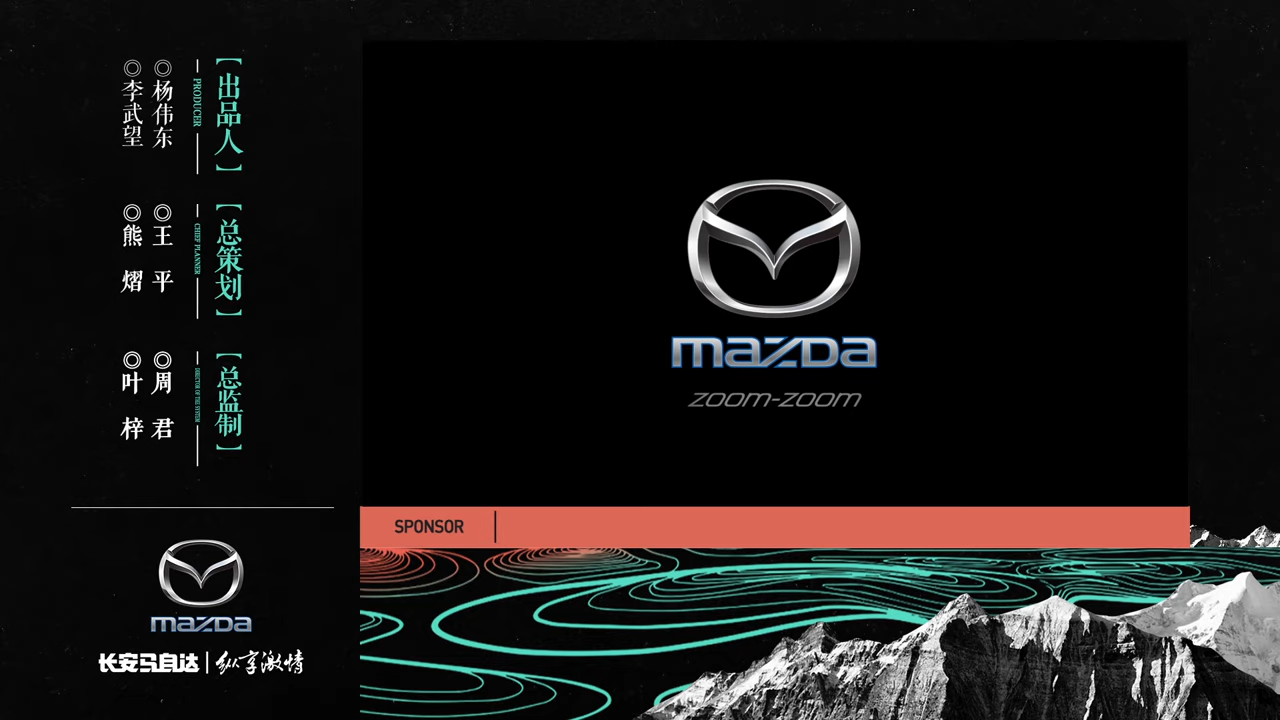 【出品人】
PRODUCER
◎杨伟东
◎李武望
【总策划】
CHIEF PLANNER
◎王 平
◎熊 熠
【总监制】
◎周 君
◎叶 梓
mazda
长安马自达|纵享激情
mazda
zoom-zoom
SPONSOR